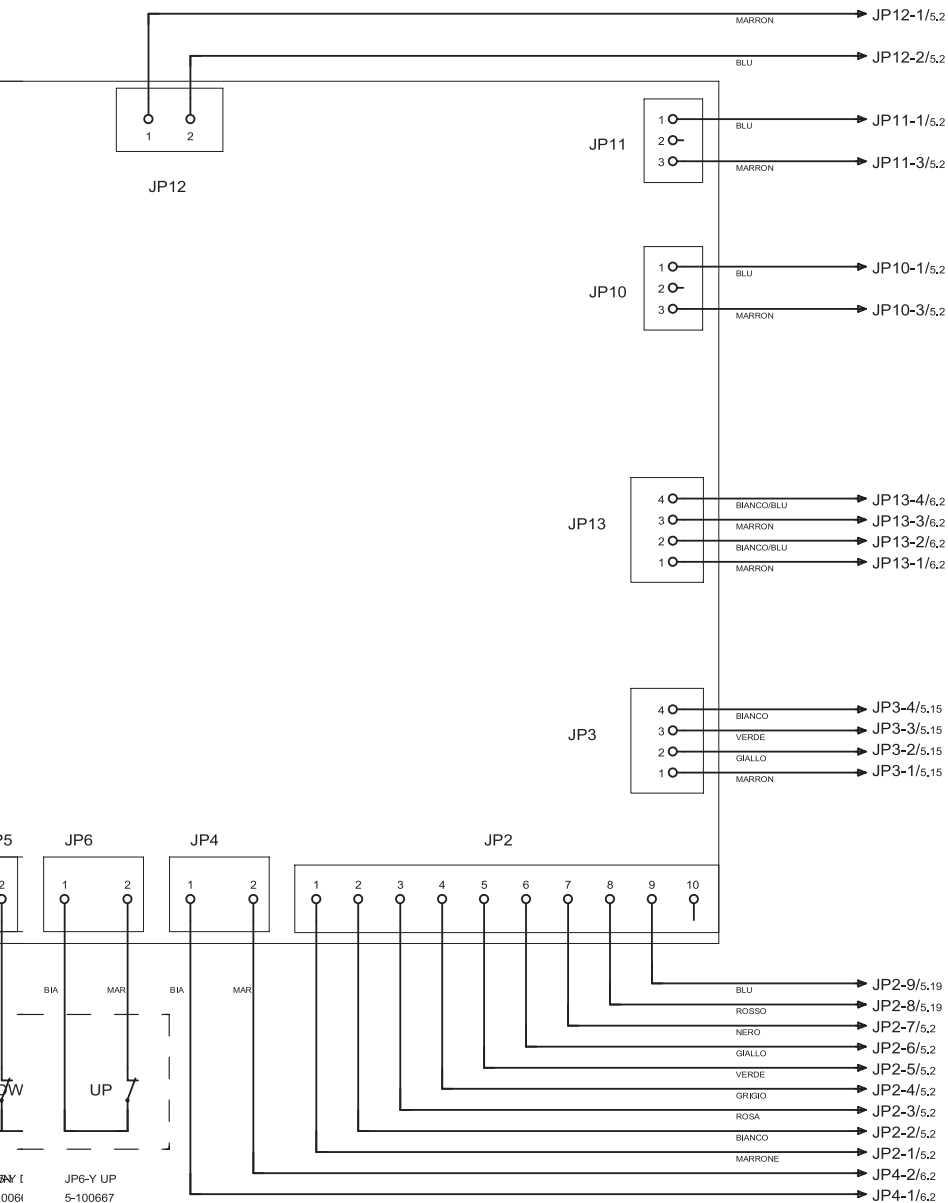 MARRON JP12-1/5.2
BLU JP12-2/5.2
1 2
JP12
JP11
1 BLU JP11-1/5.2
2
3 MARRON JP11-3/5.2
JP10
1 BLU JP10-1/5.2
2
3 MARRON JP10-3/5.2
JP13
4 BIANCO/BLU JP13-4/6.2
3 MARRON JP13-3/6.2
2 BIANCO/BLU JP13-2/6.2
1 MARRON JP13-1/6.2
JP3
4 BIANCO JP3-4/5.15
3 VERDE JP3-3/5.15
2 GIALLO JP3-2/5.15
1 MARRON JP3-1/5.15
P5 JP6 JP4 JP2
2 1 2 1 2 1 2 3 4 5 6 7 8 9 10
BIA MAR BIA MAR
BLU JP2-9/5.19
ROSSO JP2-8/5.19
NERO JP2-7/5.2
GIALLO JP2-6/5.2
VERDE JP2-5/5.2
GRIGIO JP2-4/5.2
ROSA JP2-3/5.2
BIANCO JP2-2/5.2
MARRONE JP2-1/5.2
JP4-2/6.2
JP4-1/6.2
UP
JP6-Y UP
5-100667